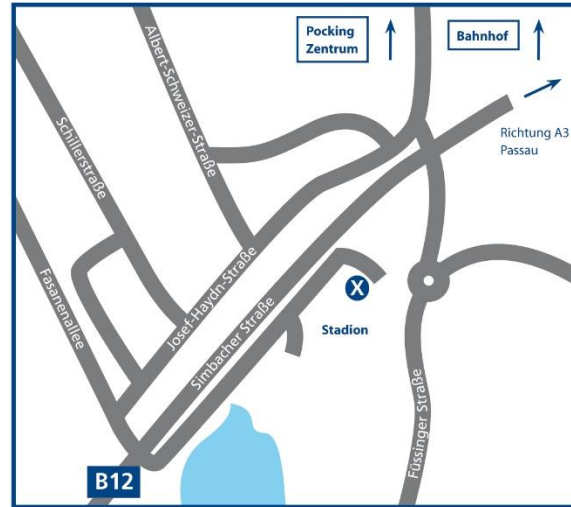 Pocking
Zentrum
Bahnhof
Richtung A3
Passau
Albert-Schweizer-Straße
Schillerstraße
Fasanenallee
Josef-Haydn-Straße
Simbacher Straße
X
Stadion
Füssinger Straße
B12